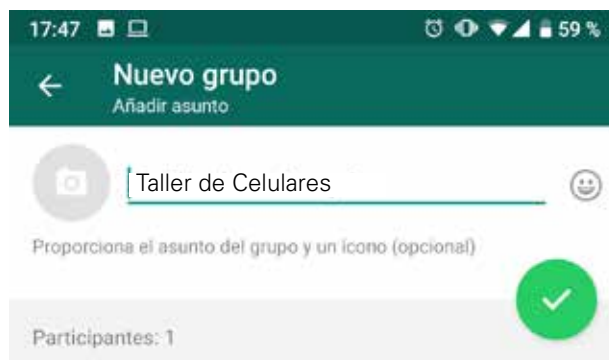 17:47 59 %
Nuevo grupo
Añadir asunto
Taller de Celulares
Proporciona el asunto del grupo y un icono (opcional)
Participantes: 1